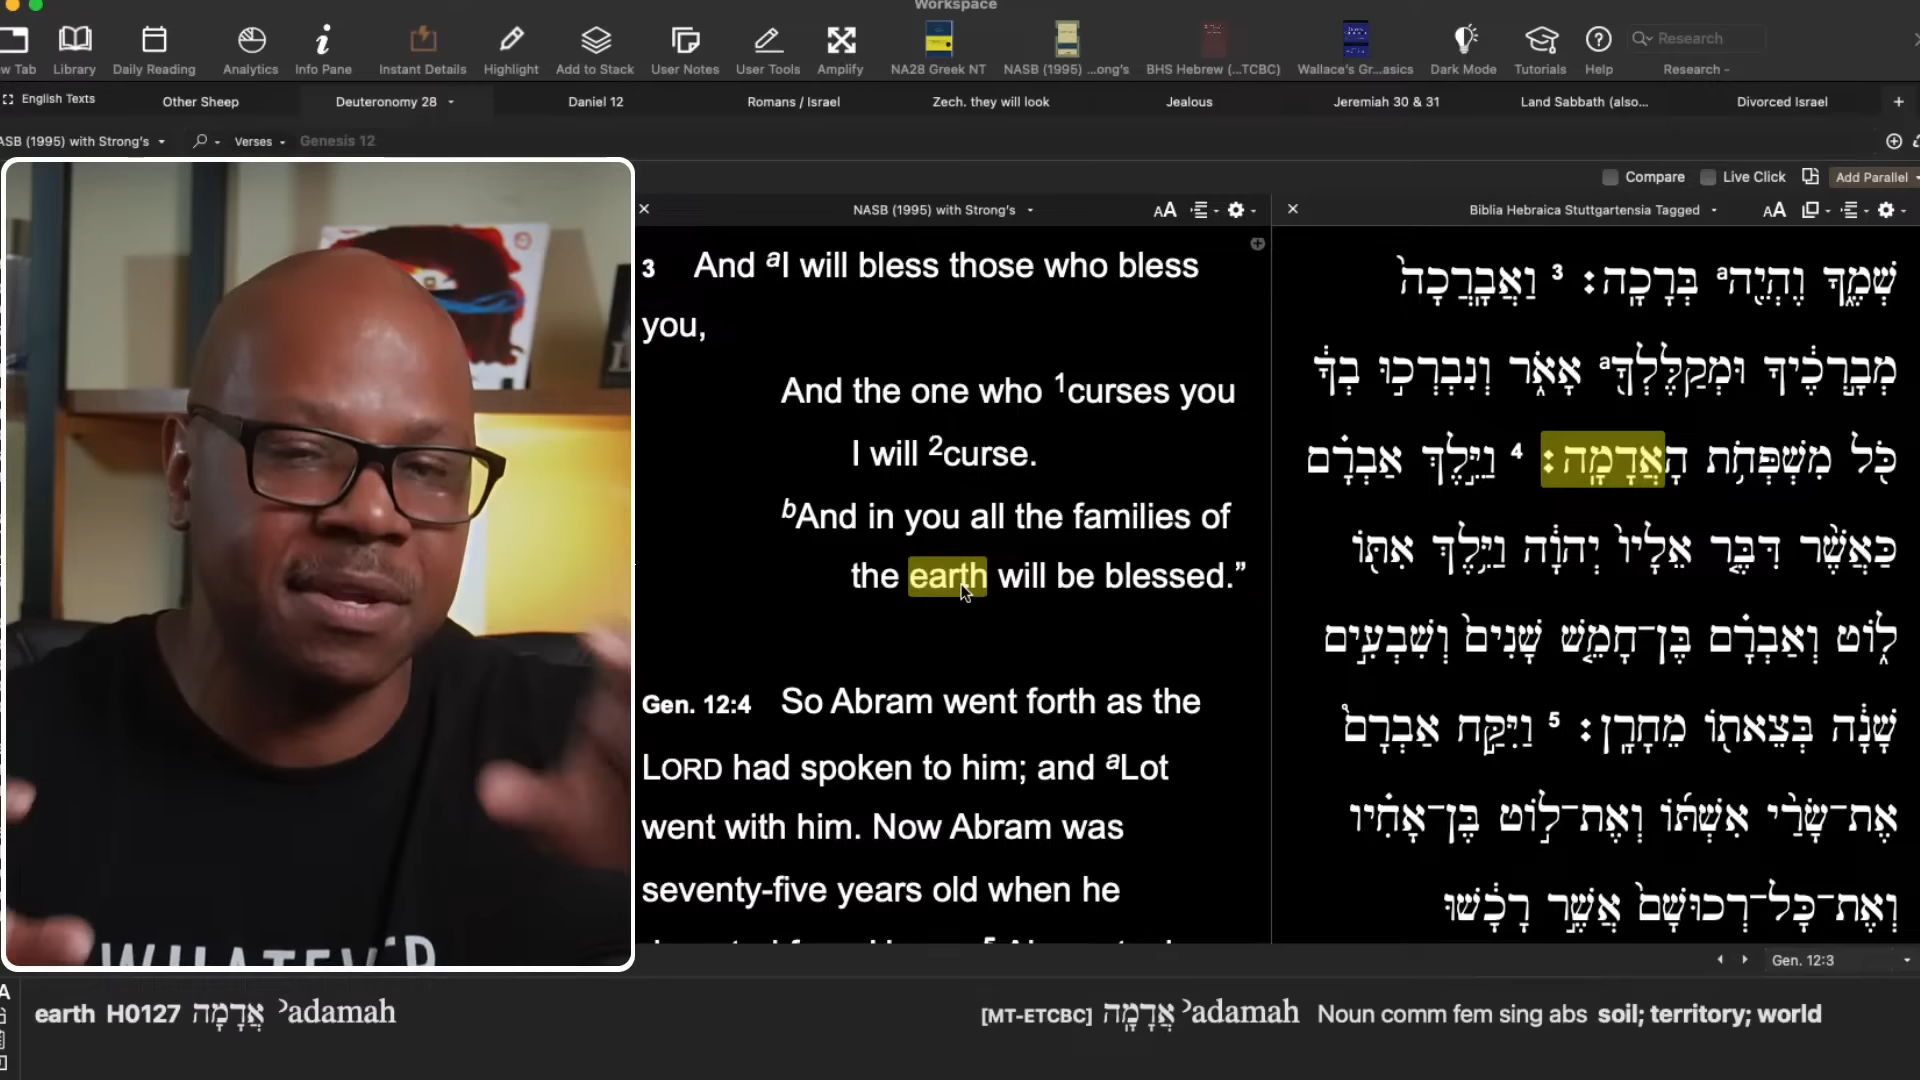 Workspace
w Tab
Library
Daily Reading
Analytics
Info Pane
Instant Details
Highlight
Add to Stack
User Notes
User Tools
Amplify
NA28 Greek NT
NASB (1995) ...ong's
BHS Hebrew (...TCBC)
Wallace's Gr...asics
Dark Mode
Tutorials
Help
Research
Research
English Texts
Other Sheep
Deuteronomy 28
Daniel 12
Romans / Israel
Zech. they will look
Jealous
Jeremiah 30 & 31
Land Sabbath (also...
Divorced Israel
ASB (1995) with Strong's
Verses
Genesis 12
Compare
Live Click
Add Parallel
NASB (1995) with Strong's
3 And aI will bless those who bless
you,
And the one who 1curses you
I will 2curse.
bAnd in you all the families of
the earth will be blessed.”
Gen. 12:4 So Abram went forth as the
LORD had spoken to him; and aLot
went with him. Now Abram was
seventy-five years old when he
Biblia Hebraica Stuttgartensia Tagged
שְׁמֶ֑ךָ וֶהְיֵ֖ה a בְּרָכָֽה׃ 3 וַאֲבָֽרֲכָה֙
מְבָ֣רְכֶ֔יךָ וּמְקַלֶּלְךָ֖ a אָאֹ֑ר וְנִבְרְכ֣וּ בְךָ֔
כֹּ֖ל מִשְׁפְּחֹ֥ת הָאֲדָמָֽה׃ 4 וַיֵּ֣לֶךְ אַבְרָ֗ם
כַּאֲשֶׁ֨ר דִּבֶּ֤ר אֵלָיו֙ יְהוָ֔ה וַיֵּ֥לֶךְ אִתּ֖וֹ
ל֑וֹט וְאַבְרָ֗ם בֶּן־חָמֵ֤שׁ שָׁנִים֙ וְשִׁבְעִ֣ים
שָׁנָ֔ה בְּצֵאת֖וֹ מֵחָרָֽן׃ 5 וַיִּקַּ֣ח אַבְרָם֩
אֶת־שָׂרַ֨י אִשְׁתּ֜וֹ וְאֶת־ל֣וֹט בֶּן־אָחִ֗יו
וְאֶת־כָּל־רְכוּשָׁם֙ אֲשֶׁ֣ר רָכָ֔שׁוּ
Gen. 12:3
WHATEVER
earth H0127 אֲדָמָה ʾadamah
[MT-ETCBC] אֲדָמָֽה ʾadamah Noun comm fem sing abs soil; territory; world